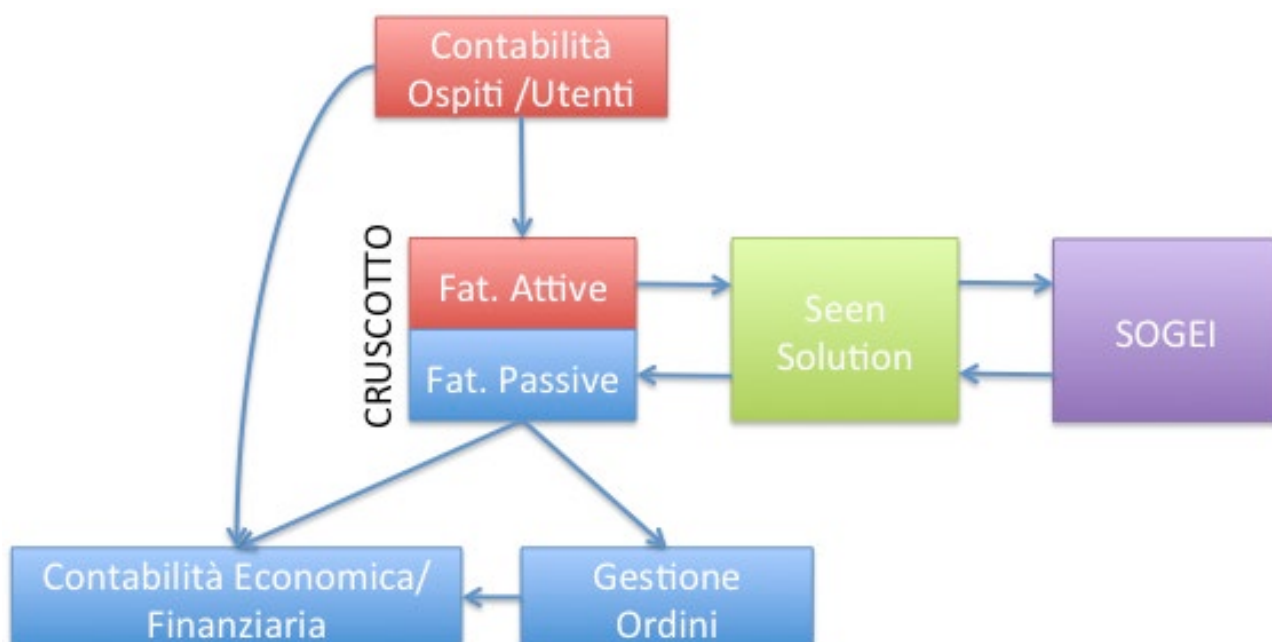 Contabilità
Ospiti /Utenti
CRUSCOTTO
Fat. Attive
Fat. Passive
Seen
Solution
SOGEI
Contabilità Economica/
Finanziaria
Gestione
Ordini